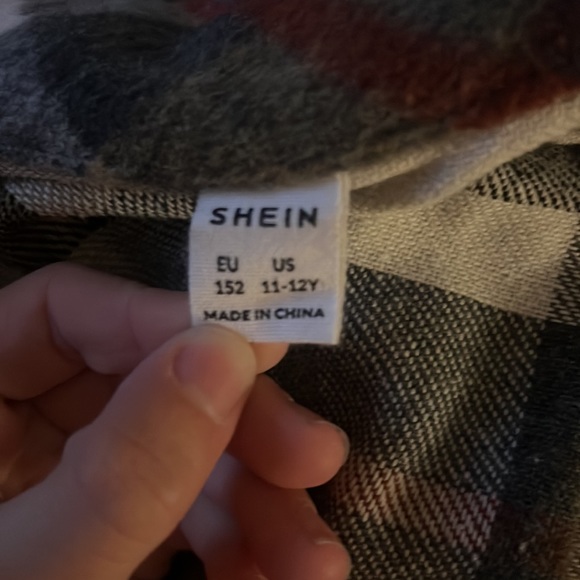 SHEIN
EU US
152 11-12Y
MADE IN CHINA